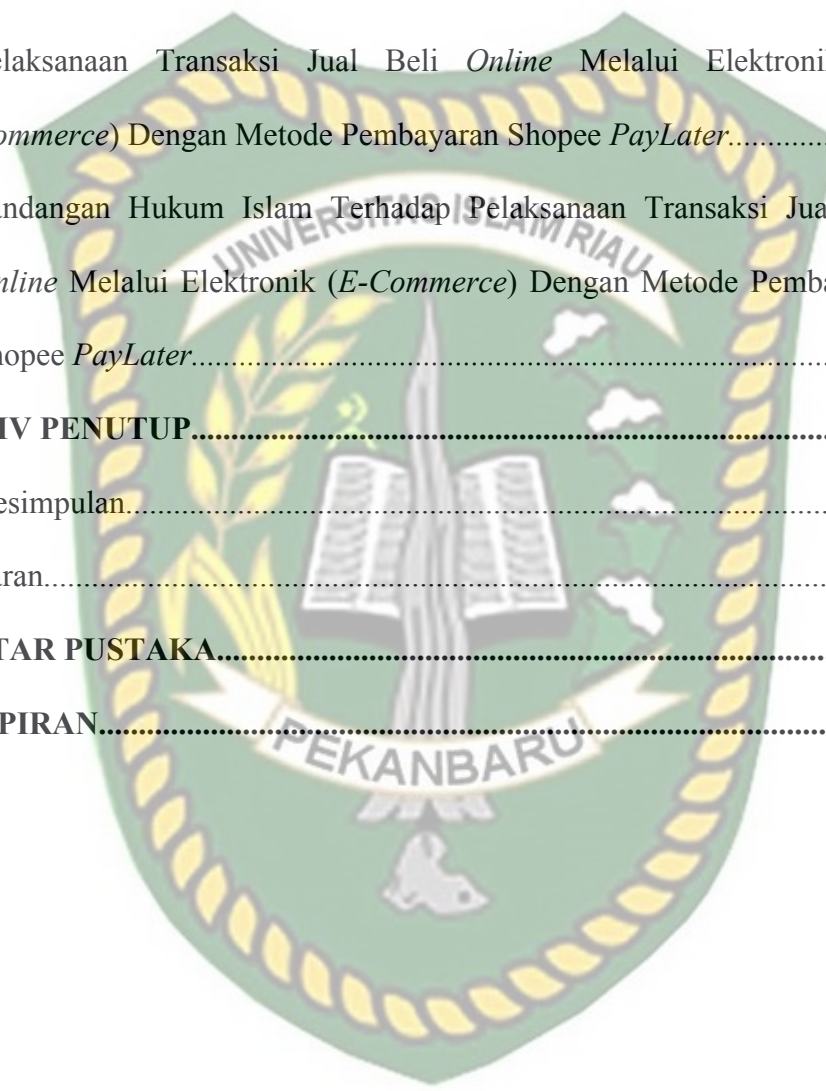 elaksanaan Transaksi Jual Beli Online Melalui Elektronik
ommerce) Dengan Metode Pembayaran Shopee PayLater..............
andangan Hukum Islam Terhadap Pelaksanaan Transaksi Jua
nline Melalui Elektronik (E-Commerce) Dengan Metode Pemba
hopee PayLater.....................................................................................
IV PENUTUP.....................................................................................
esimpulan.....................................................................................
aran.....................................................................................
TAR PUSTAKA.....................................................................................
PIRAN.....................................................................................
UNIVERSITAS ISLAM RIAU
PEKANBARU